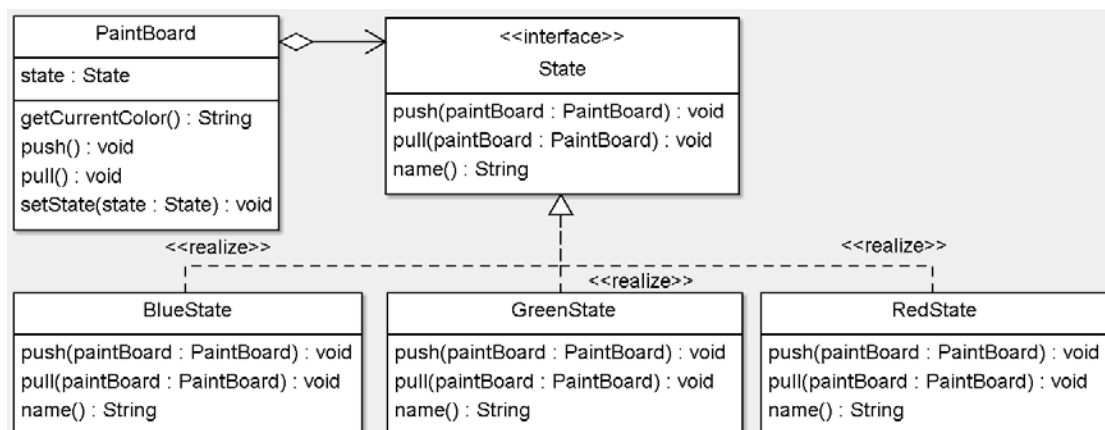 PaintBoard
state : State
getCurrentColor() : String
push() : void
pull() : void
setState(state : State) : void
<<interface>>
State
push(paintBoard : PaintBoard) : void
pull(paintBoard : PaintBoard) : void
name() : String
<<realize>>
<<realize>>
<<realize>>
BlueState
push(paintBoard : PaintBoard) : void
pull(paintBoard : PaintBoard) : void
name() : String
GreenState
push(paintBoard : PaintBoard) : void
pull(paintBoard : PaintBoard) : void
name() : String
RedState
push(paintBoard : PaintBoard) : void
pull(paintBoard : PaintBoard) : void
name() : String